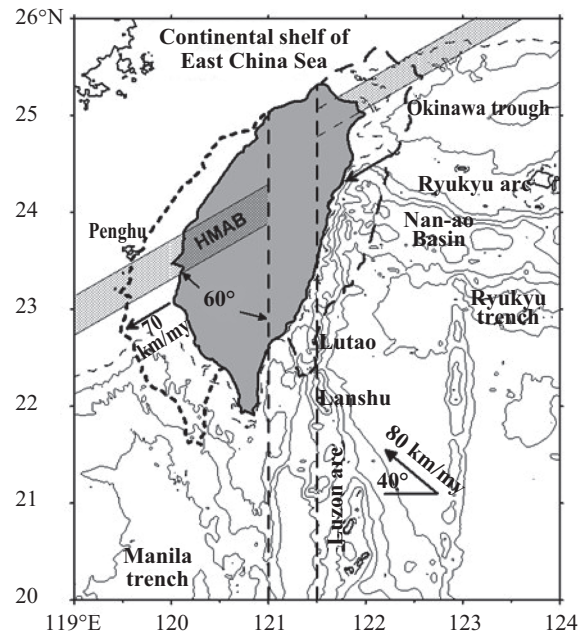 26°N
Continental shelf of
East China Sea
25
Okinawa trough
Ryukyu arc
24
Penghu
HMAB
Nan-ao
Basin
60°
Ryukyu
trench
23
70
km/my
Lutao
22
Lanshu
80 km/my
40°
21
Luzon arc
Manila
trench
20
119°E
120
121
122
123
124